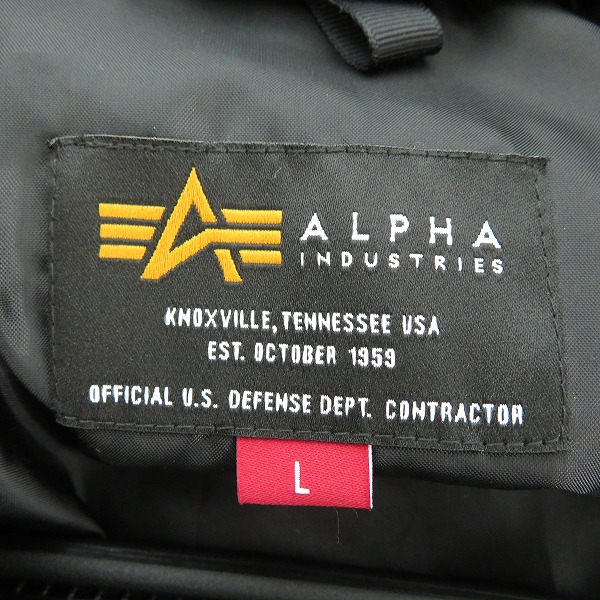 ALPHA
INDUSTRIES
KNOXVILLE, TENNESSEE USA
EST. OCTOBER 1959
OFFICIAL U.S. DEFENSE DEPT. CONTRACTOR
L